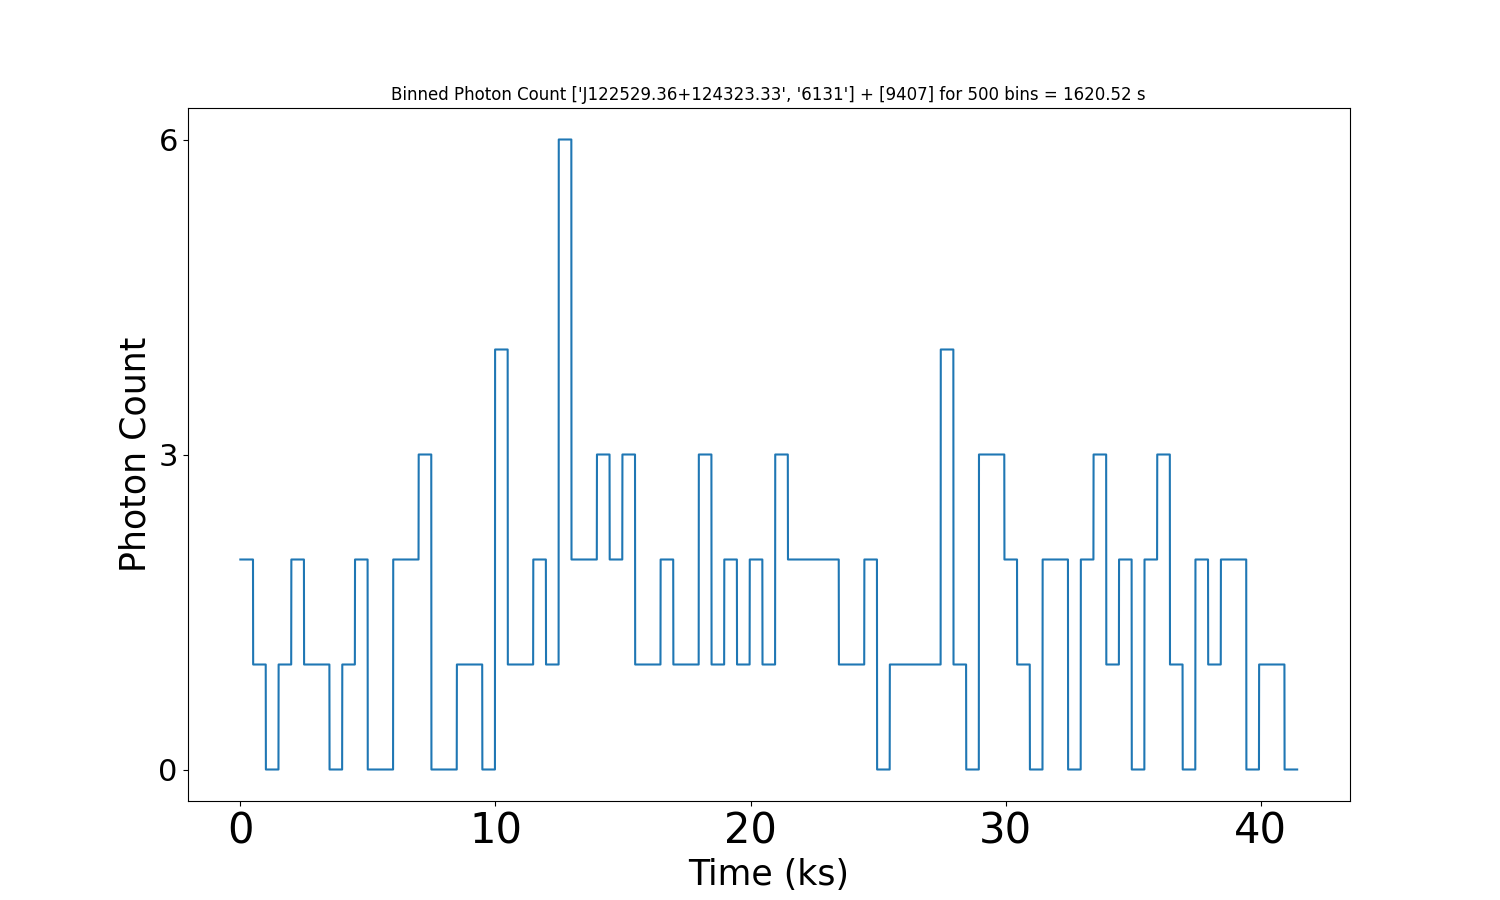 Binned Photon Count ['J122529.36+124323.33', '6131'] + [9407] for 500 bins = 1620.52 s
6
3
0
Photon Count
0 10 20 30 40
Time (ks)